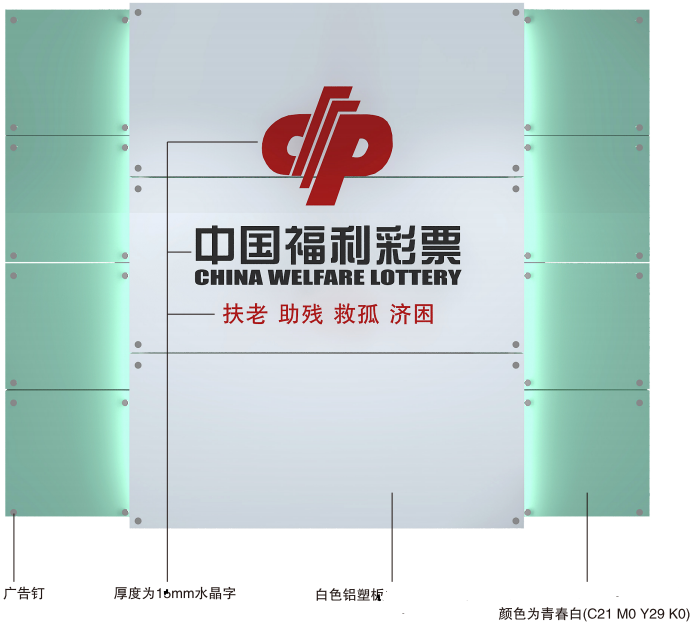 中国福利彩票
CHINA WELFARE LOTTERY
扶老 助残 救孤 济困
广告钉
厚度为15mm水晶字
白色铝塑板
颜色为青春白(C21 M0 Y29 K0)